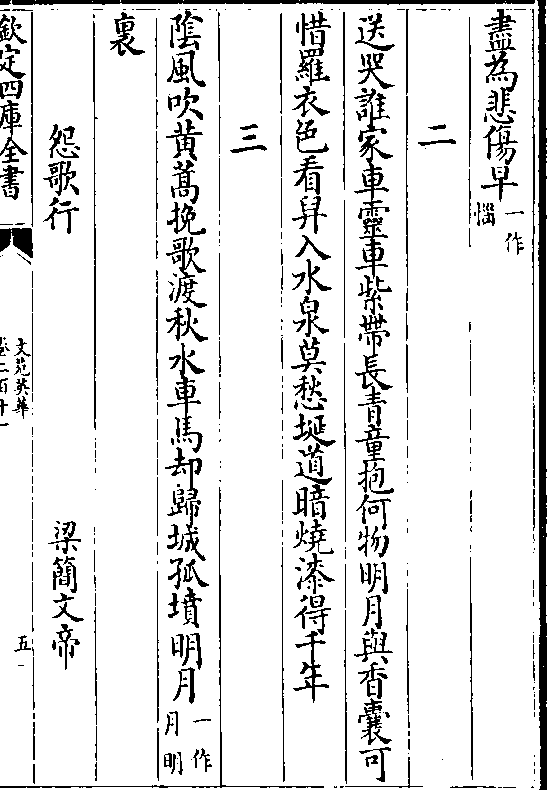 盡為悲傷早一作惱
二
送哭誰家車靈車紫帶長青童抱何物明月與香囊可
惜羅衣色看舁入水泉莫愁埏道暗燒漆得千年
三
陰風吹黃蒿挽歌渡秋水車馬却歸城孤墳明月一作月明
裏
怨歌行 梁簡文帝
欽定四庫全書 文苑英華 卷二百十一 五